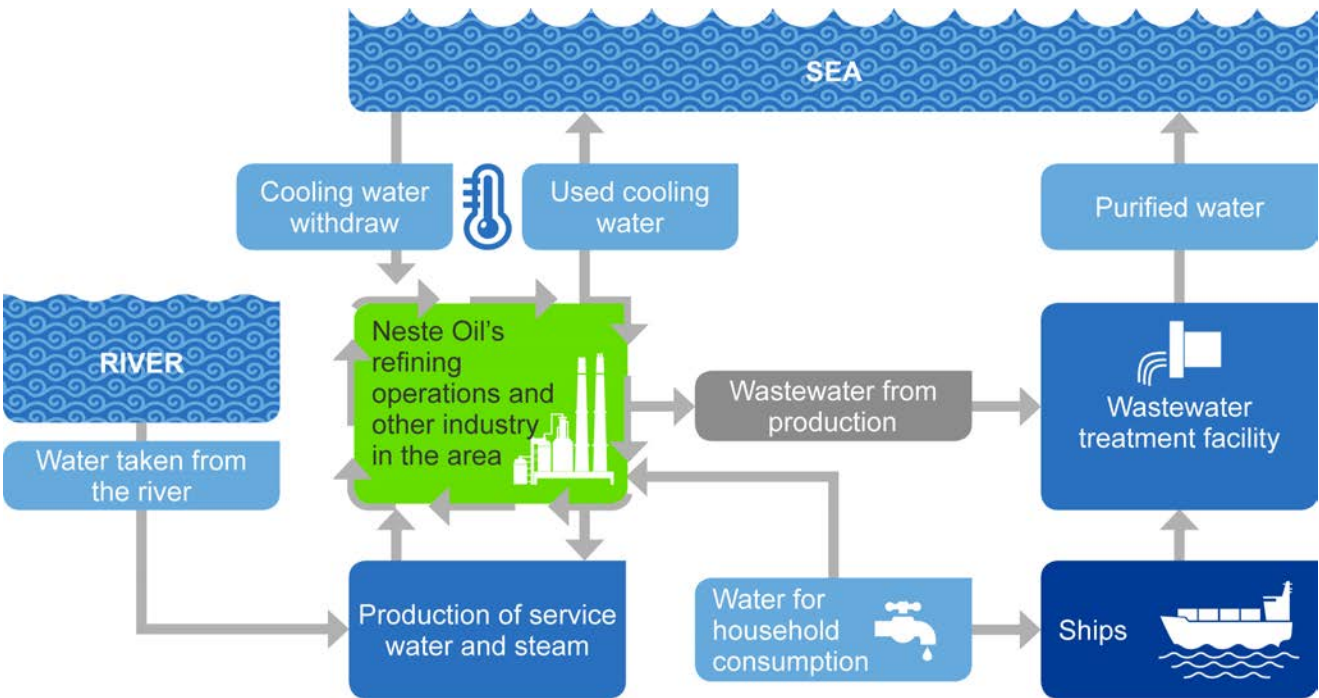 SEA
Cooling water
withdraw
Used cooling
water
Purified water
RIVER
Neste Oil's
refining
operations and
other industry
in the area
Wastewater from
production
Wastewater
treatment facility
Water taken from
the river
Production of service
water and steam
Water for
household
consumption
Ships